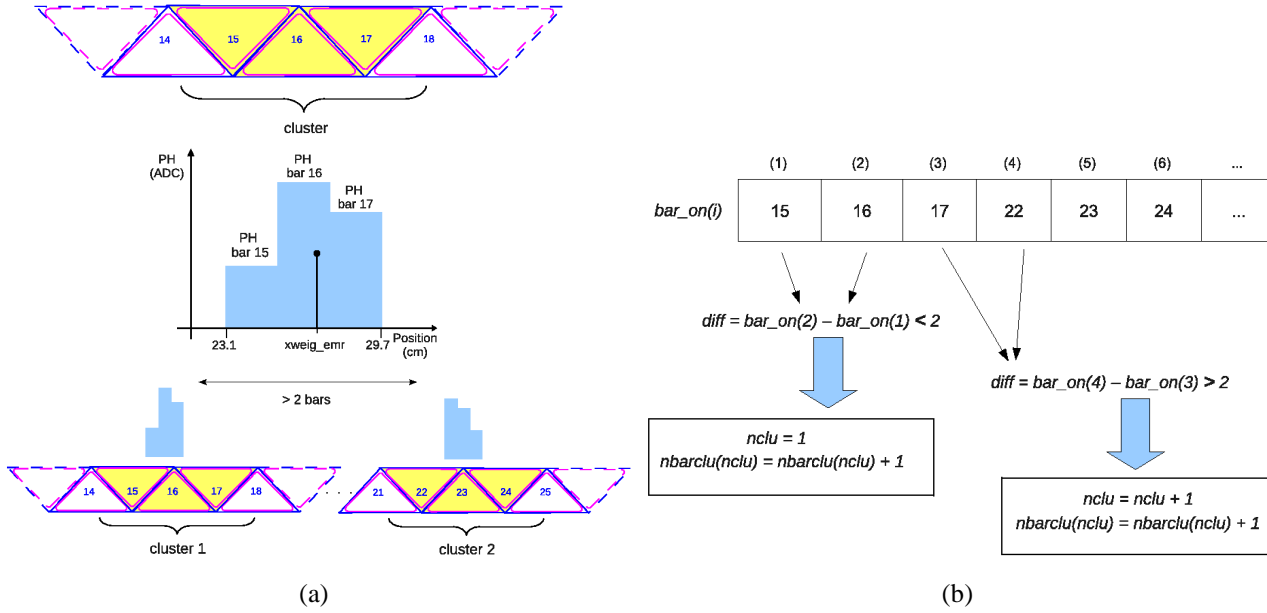 14 15 16 17 18
cluster
PH
(ADC)
PH
bar 16
PH
bar 17
PH
bar 15
23.1
xweig_emr
29.7
Position
(cm)
> 2 bars
14 15 16 17 18 . . . . 21 22 23 24 25
cluster 1
cluster 2
(a)
(1) (2) (3) (4) (5) (6) ...
bar_on(i) 15 16 17 22 23 24 ...
diff = bar_on(2) – bar_on(1) < 2
diff = bar_on(4) – bar_on(3) > 2
nclu = 1
nbarclu(nclu) = nbarclu(nclu) + 1
nclu = nclu + 1
nbarclu(nclu) = nbarclu(nclu) + 1
(b)